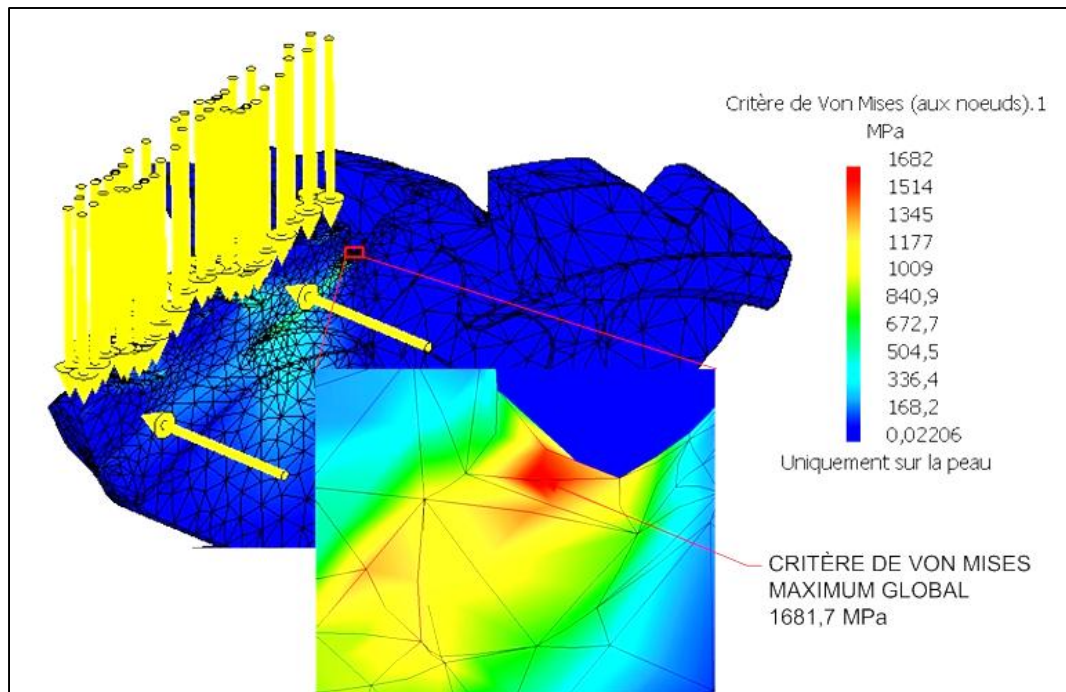 Critère de Von Mises (aux noeuds).1
MPa
1682
1514
1345
1177
1009
840,9
672,7
504,5
336,4
168,2
0,02206
Uniquement sur la peau
CRITÈRE DE VON MISES
MAXIMUM GLOBAL
1681,7 MPa